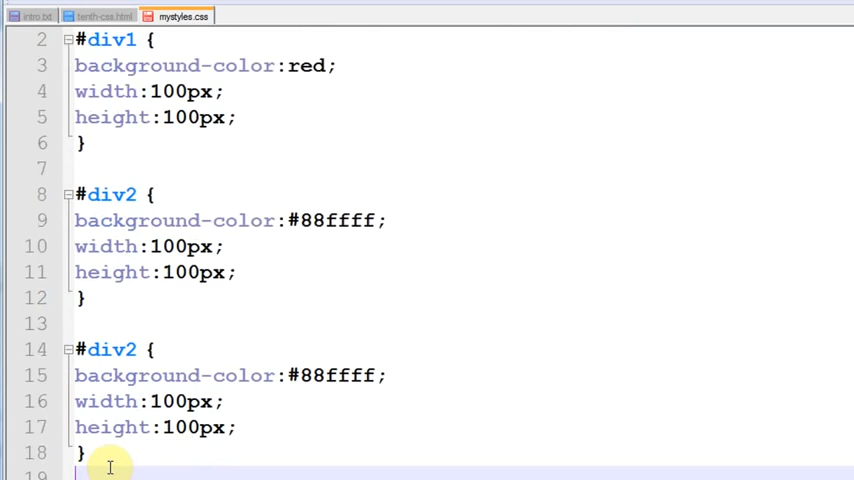 intro.txt tenth-css.html mystyles.css
2 #div1 {
3 background-color:red;
4 width:100px;
5 height:100px;
6 }
7
8 #div2 {
9 background-color:#88ffff;
10 width:100px;
11 height:100px;
12 }
13
14 #div2 {
15 background-color:#88ffff;
16 width:100px;
17 height:100px;
18 }
19